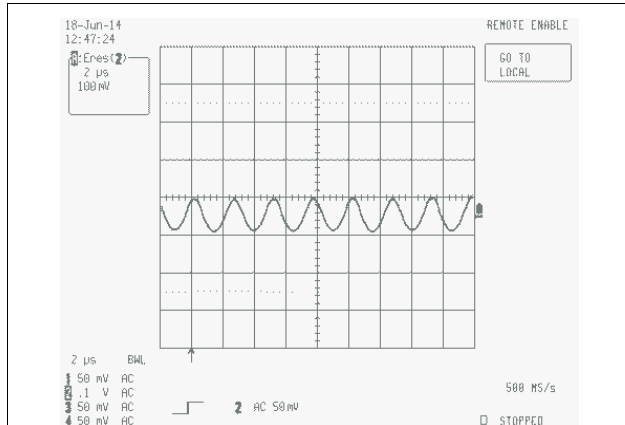 18-Jun-14
12:47:24
REMOTE ENABLE
:Eres(2)
2 µs
100 mV
GO TO
LOCAL
2 µs BWL
1 50 mV AC
2 .1 V AC
3 50 mV AC
4 50 mV AC
2 AC 50 mV
500 MS/s
STOPPED